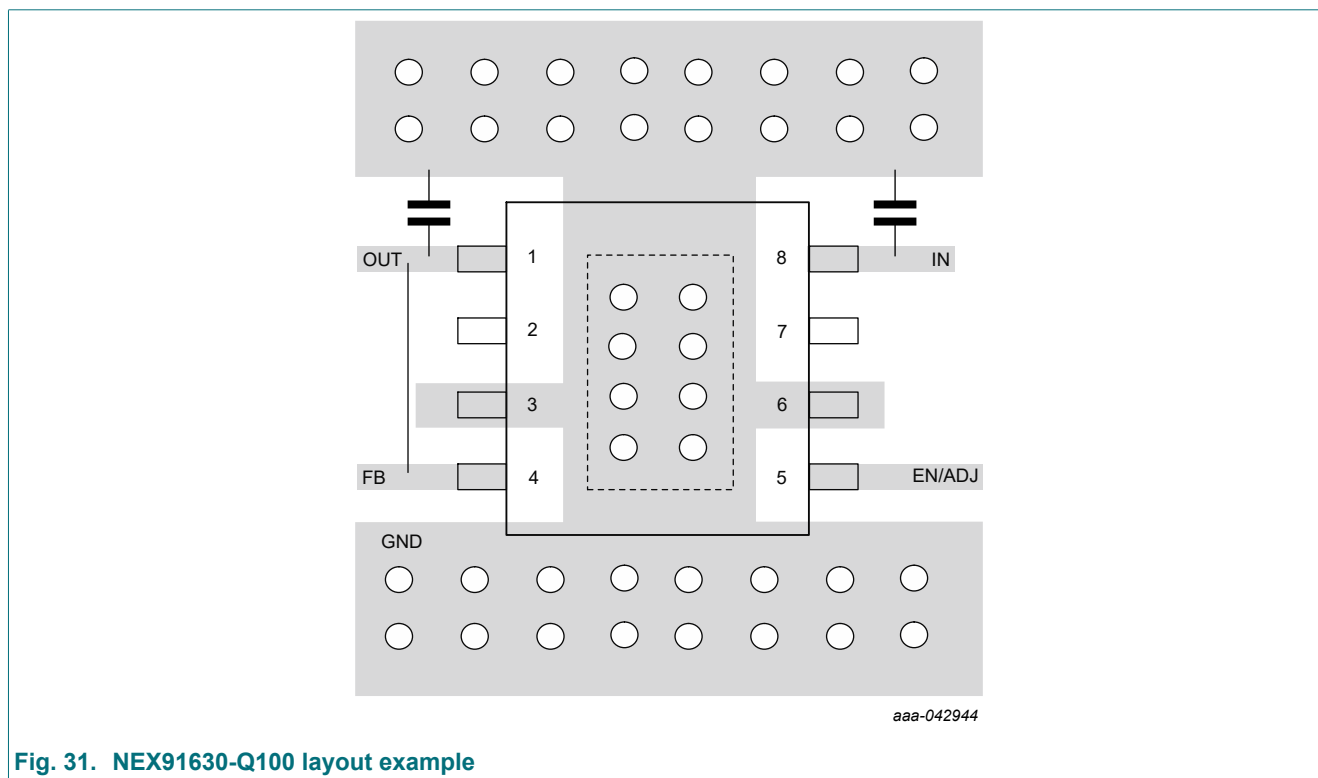 OUT 1 8 IN
2 7
3 6
FB 4 5 EN/ADJ
GND
aaa-042944
Fig. 31. NEX91630-Q100 layout example